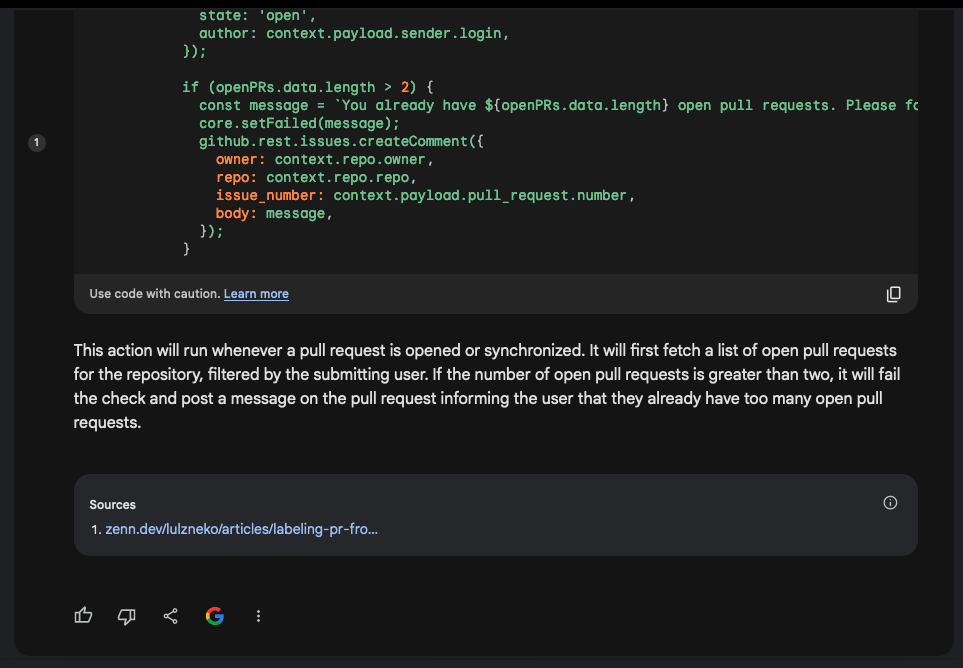 state: 'open',
author: context.payload.sender.login,
});
if (openPRs.data.length > 2) {
const message = `You already have ${openPRs.data.length} open pull requests. Please
core.setFailed(message);
github.rest.issues.createComment({
1
owner: context.repo.owner,
repo: context.repo.repo,
issue_number: context.payload.pull_request.number,
body: message,
});
}
Use code with caution. Learn more
This action will run whenever a pull request is opened or synchronized. It will first fetch a list of open pull requests
for the repository, filtered by the submitting user. If the number of open pull requests is greater than two, it will fail
the check and post a message on the pull request informing the user that they already have too many open pull
requests.
Sources
1. zenn.dev/lulzneko/articles/labeling-pr-fro...